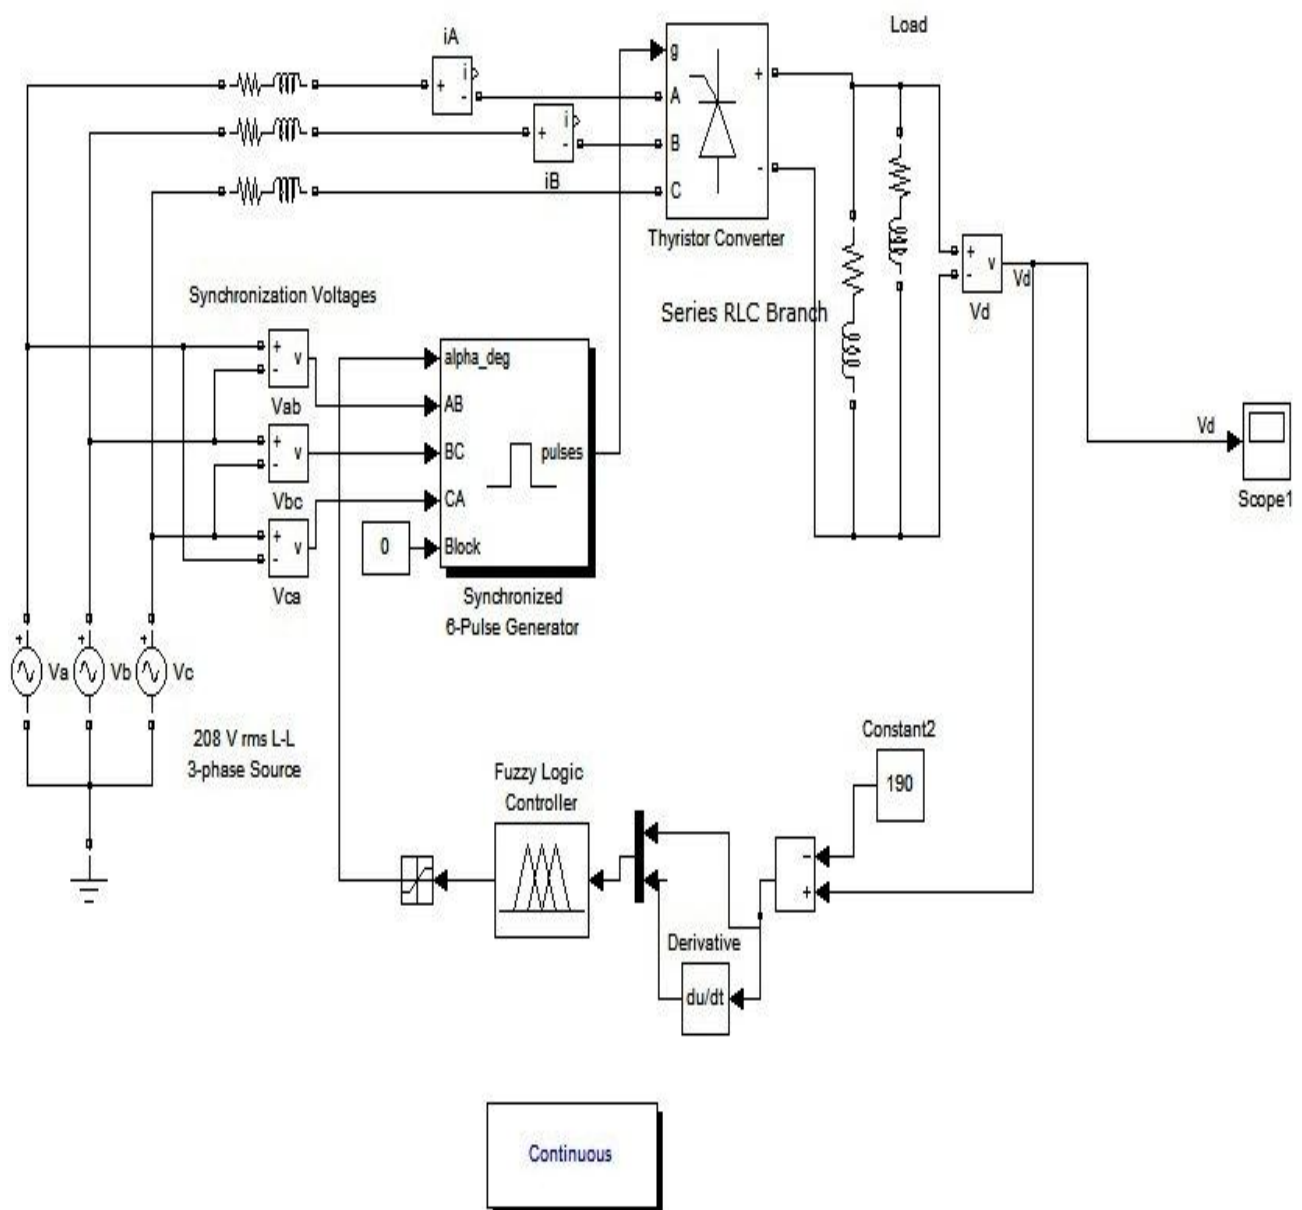 Load
iA
i
+
-
g
A
B
C
+
-
i
+
-
iB
Thyristor Converter
Series RLC Branch
+
-
v
Vd
Vd
Synchronization Voltages
+
-
v
Vab
+
-
v
Vbc
+
-
v
Vca
alpha_deg
AB
BC
CA
Block
pulses
0
Synchronized
6-Pulse Generator
Vd
Scope1
+
Va
+
Vb
+
Vc
208 V rms L-L
3-phase Source
Fuzzy Logic
Controller
Constant2
190
-
+
Derivative
du/dt
Continuous